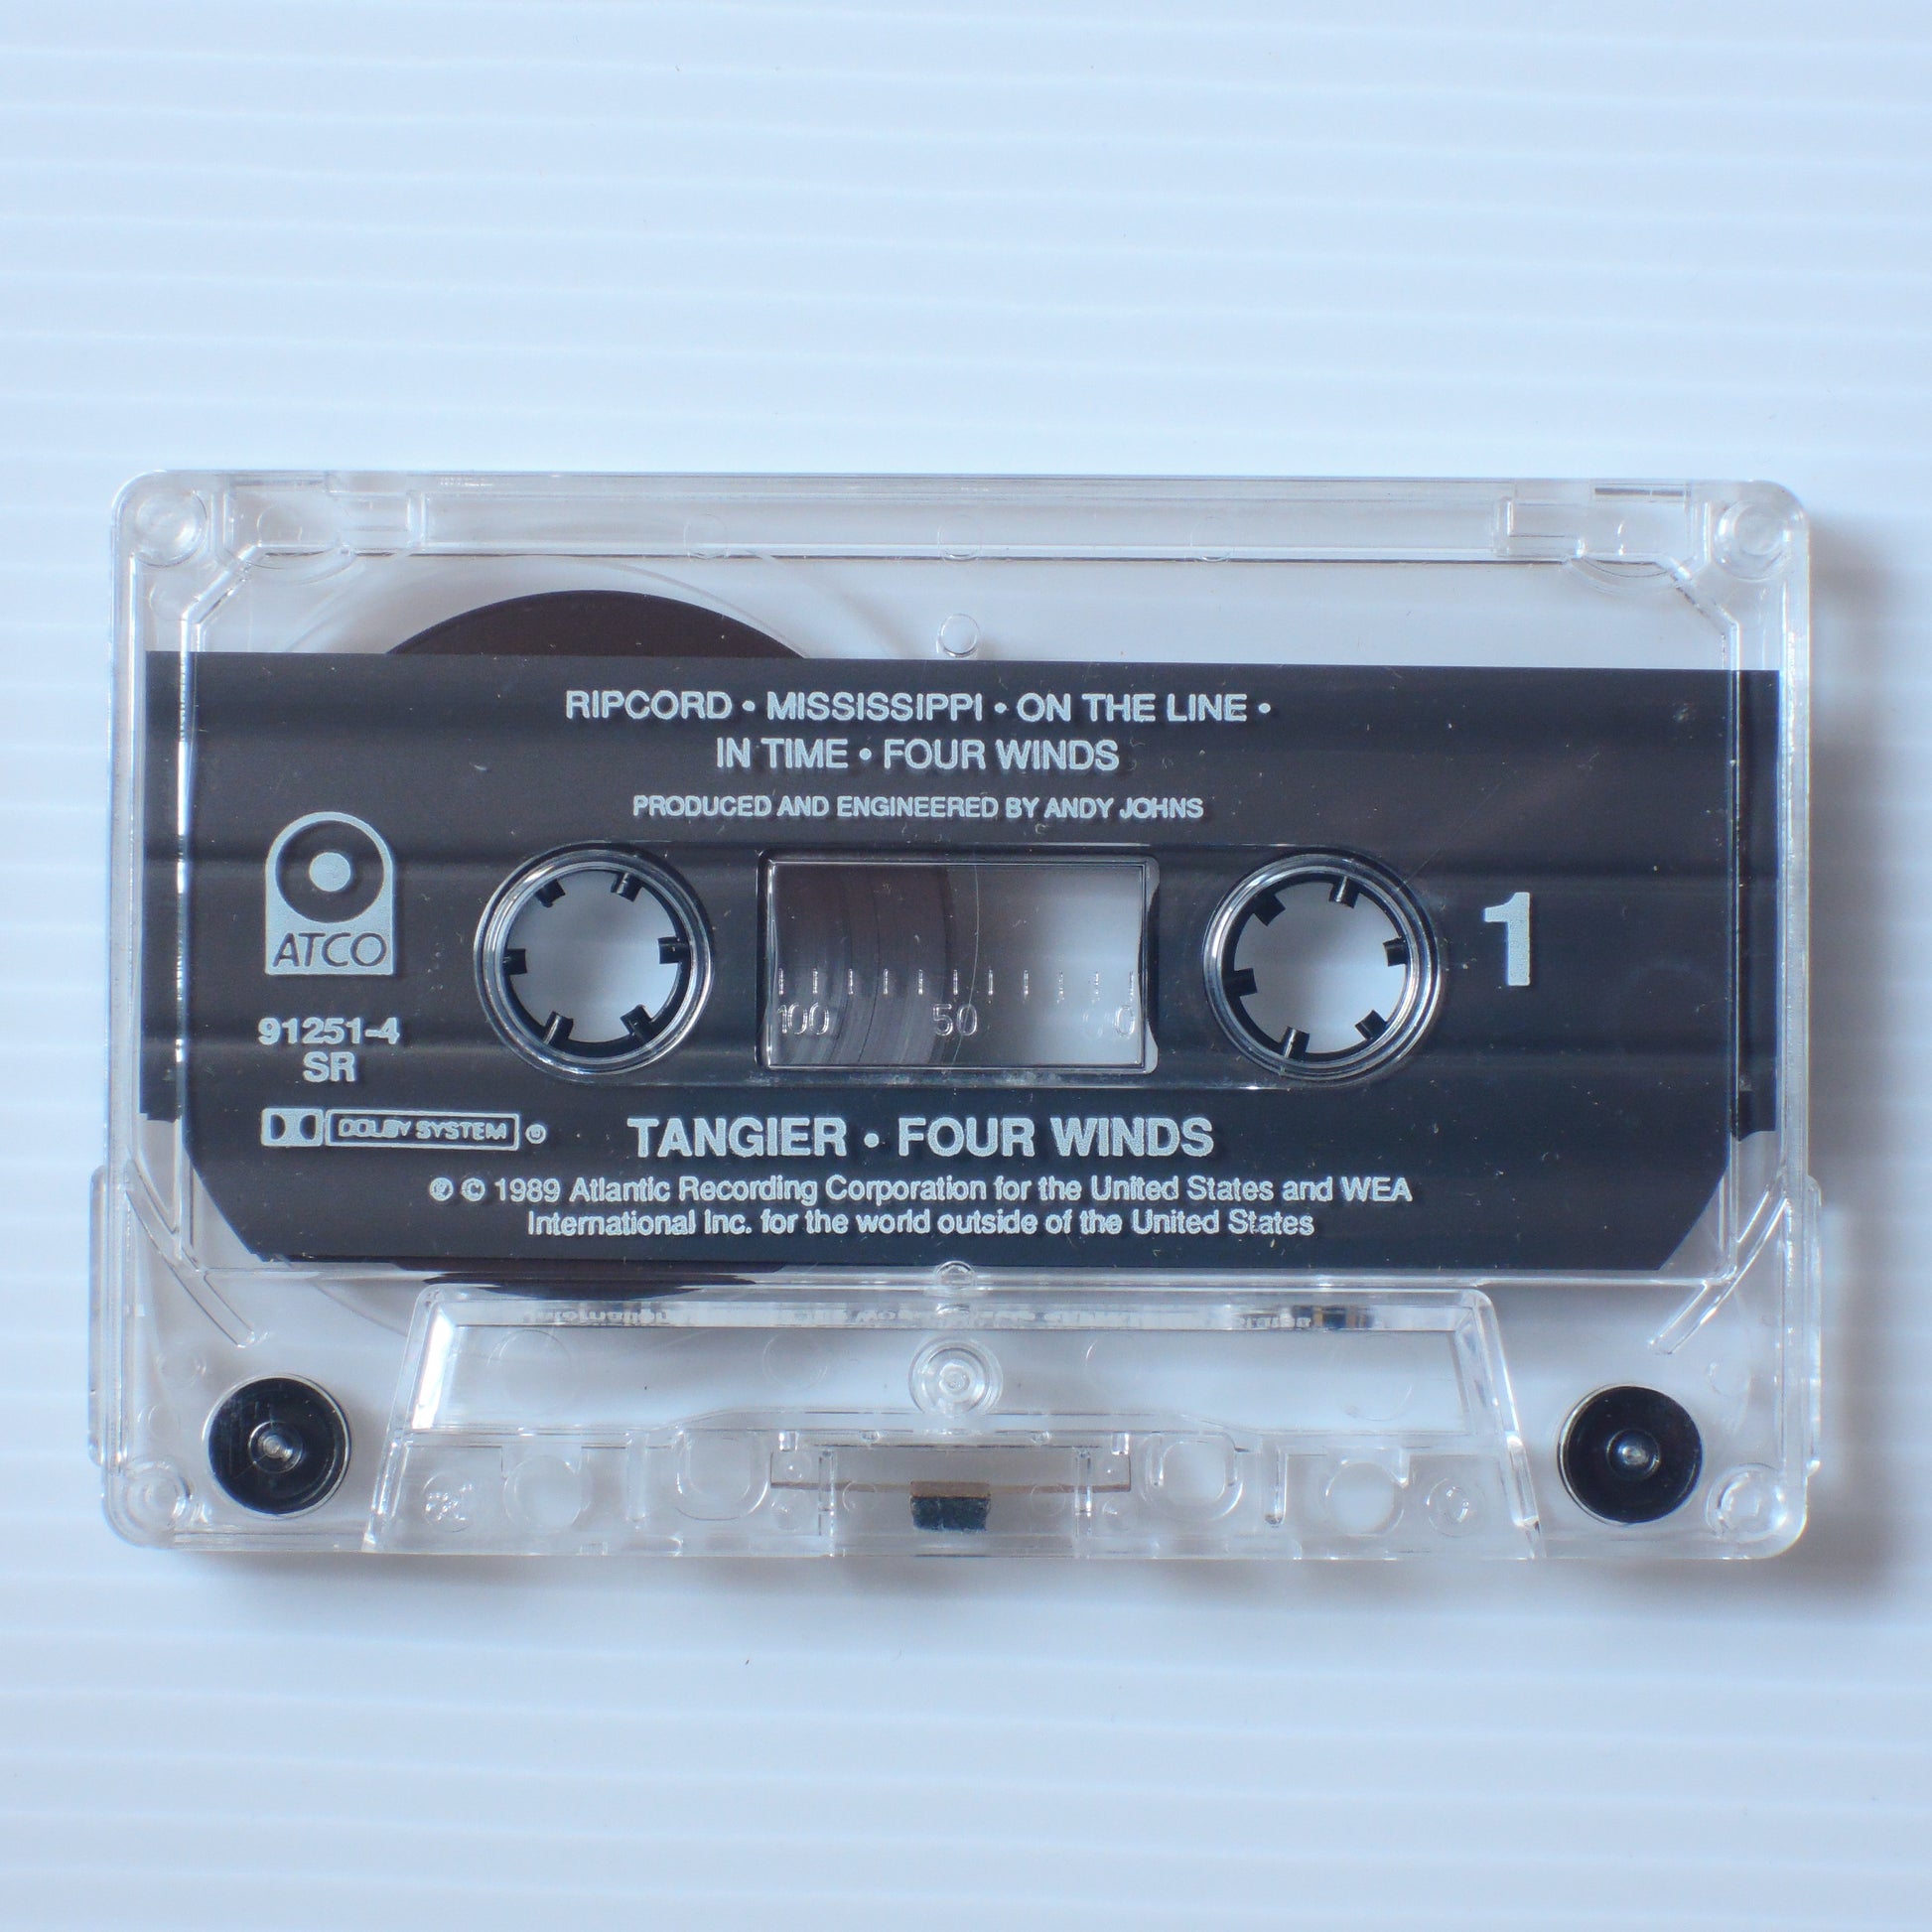 RIPCORD • MISSISSIPPI • ON THE LINE •
IN TIME • FOUR WINDS
PRODUCED AND ENGINEERED BY ANDY JOHNS
ATCO
1
100 50 0
91251-4
SR
DOLBY SYSTEM ®
TANGIER • FOUR WINDS
℗ © 1989 Atlantic Recording Corporation for the United States and WEA
International Inc. for the world outside of the United States